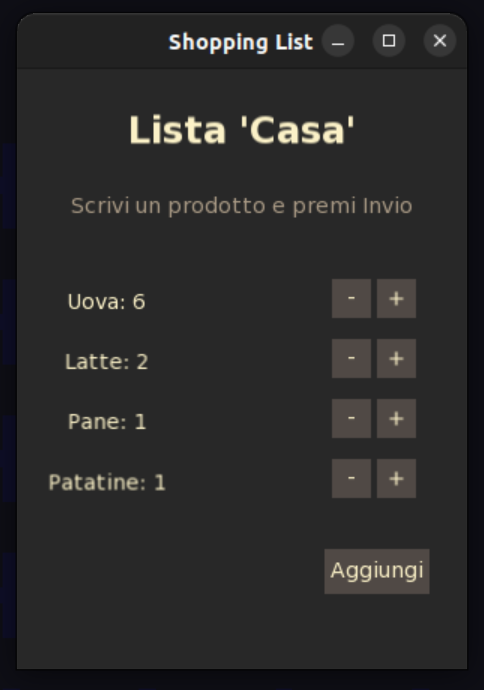 Shopping List
Lista 'Casa'
Scrivi un prodotto e premi Invio
Uova: 6 - +
Latte: 2 - +
Pane: 1 - +
Patatine: 1 - +
Aggiungi